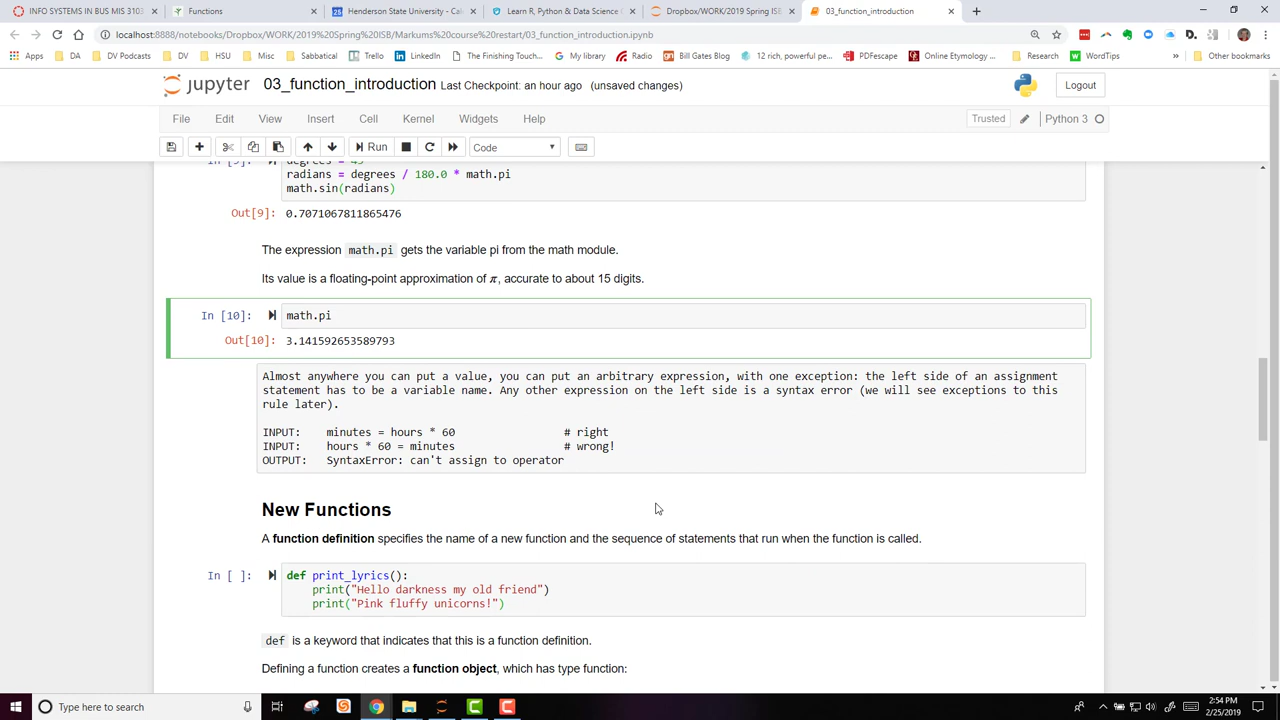 INFO SYSTEMS IN BUS MIS 3103
Functions
Henderson State University - Cal
Learn R, Python & Data Science
Dropbox/WORK/2019 Spring ISB/M
03_function_introduction
localhost:8888/notebooks/Dropbox/WORK/2019%20Spring%20ISB/Markus%20course%20restart/03_function_introduction.ipynb
Apps DA DV Podcasts DV HSU Misc Sabbatical Trello LinkedIn The Finishing Touch... My library Radio Bill Gates Blog 12 rich, powerful me... PDFescape Online Etymology ... Research WordTips » Other bookmarks
jupyter 03_function_introduction Last Checkpoint: an hour ago (unsaved changes) Logout
File Edit View Insert Cell Kernel Widgets Help Trusted Python 3
Run Code
In [9]: degrees = 45
radians = degrees / 180.0 * math.pi
math.sin(radians)
Out[9]: 0.7071067811865476
The expression math.pi gets the variable pi from the math module.
Its value is a floating-point approximation of π, accurate to about 15 digits.
In [10]: math.pi
Out[10]: 3.141592653589793
Almost anywhere you can put a value, you can put an arbitrary expression, with one exception: the left side of an assignment
statement has to be a variable name. Any other expression on the left side is a syntax error (we will see exceptions to this
rule later).
INPUT: minutes = hours * 60 # right
INPUT: hours * 60 = minutes # wrong!
OUTPUT: SyntaxError: can't assign to operator
New Functions
A function definition specifies the name of a new function and the sequence of statements that run when the function is called.
In [ ]: def print_lyrics():
print("Hello darkness my old friend")
print("Pink fluffy unicorns!")
def is a keyword that indicates that this is a function definition.
Defining a function creates a function object, which has type function:
Type here to search
2:54 PM
2/25/2019